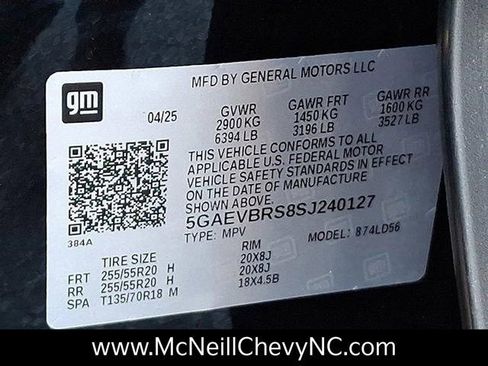 MFD BY GENERAL MOTORS LLC
gm
04/25 GVWR GAWR FRT GAWR RR
2900 KG 1450 KG 1600 KG
6394 LB 3196 LB 3527 LB
THIS VEHICLE CONFORMS TO ALL
APPLICABLE U.S. FEDERAL MOTOR
VEHICLE SAFETY STANDARDS IN EFFECT
ON THE DATE OF MANUFACTURE
SHOWN ABOVE.
5GAEVBRS8SJ240127
384A
TYPE: MPV MODEL: 874LD56
TIRE SIZE RIM
FRT 255/55R20 H 20X8J
RR 255/55R20 H 20X8J
SPA T135/70R18 M 18X4.5B
www.McNeillChevyNC.com